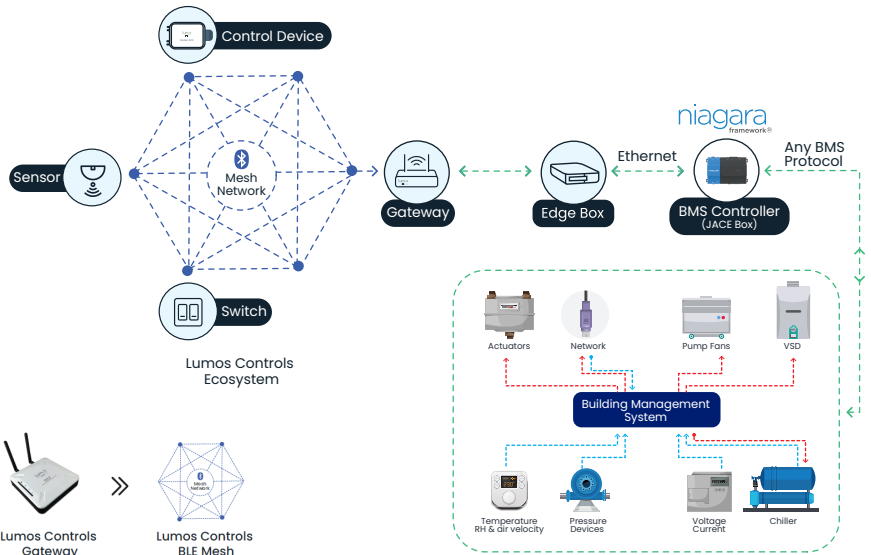 Control Device
niagara
framework®
Ethernet
Any BMS
Protocol
Sensor
Mesh
Network
Gateway
Edge Box
BMS Controller
(JACE Box)
Switch
Lumos Controls
Ecosystem
Actuators
Network
Pump Fans
VSD
Building Management
System
Temperature
RH & air velocity
Pressure
Devices
Voltage
Current
Chiller
Mesh
Network
Lumos Controls
Gateway
Lumos Controls
BLE Mesh